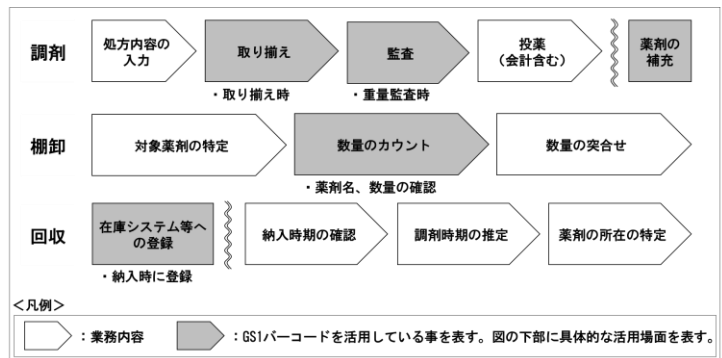 調剤
処方内容の
入力
取り揃え
監査
投薬
（会計含む）
薬剤の
補充
・取り揃え時
・重量監査時
棚卸
対象薬剤の特定
数量のカウント
数量の突合せ
・薬剤名、数量の確認
回収
在庫システム等へ
の登録
納入時期の確認
調剤時期の推定
薬剤の所在の特定
・納入時に登録
＜凡例＞
：業務内容
：GS1バーコードを活用している事を表す。図の下部に具体的な活用場面を表す。